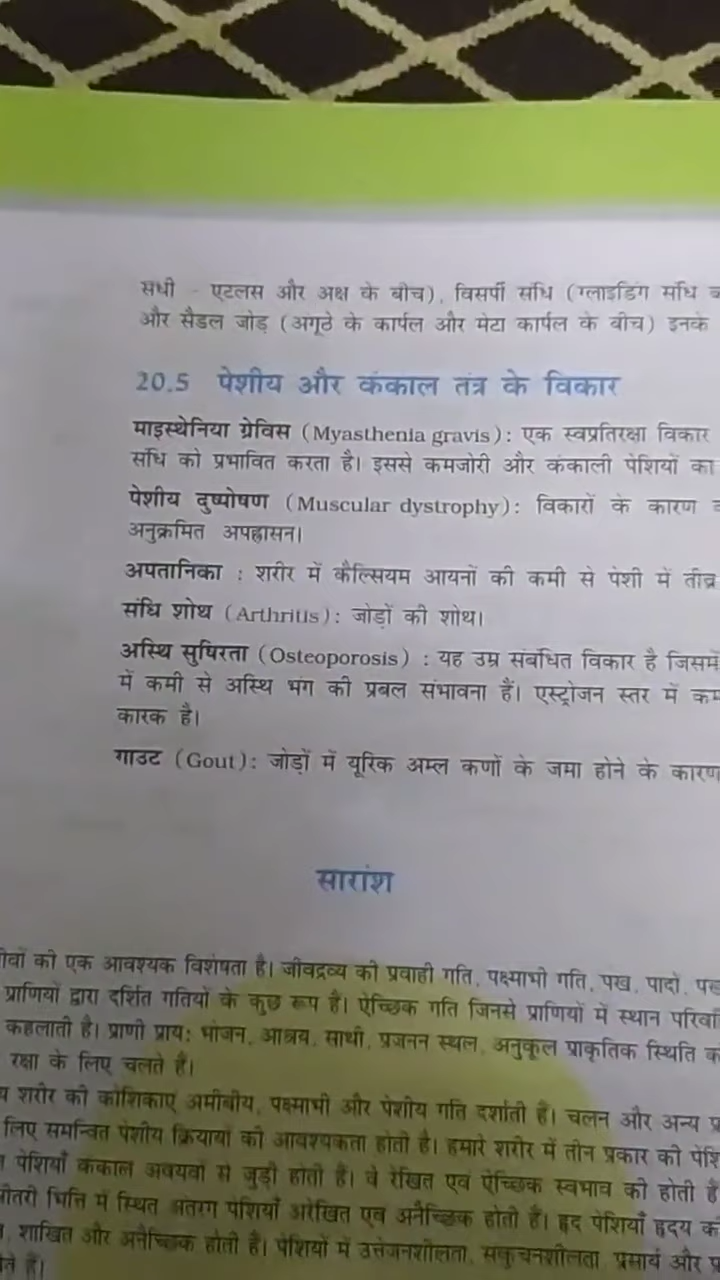 संधी - एटलस और अक्ष के बीच), विसर्पी संधि (ग्लाइडिंग संधि
और सैडल जोड़ (अगूठे के कार्पल और मेटा कार्पल के बीच) इनके
20.5 पेशीय और कंकाल तंत्र के विकार
माइस्थेनिया ग्रेविस (Myasthenia gravis): एक स्वप्रतिरक्षा विकार
संधि को प्रभावित करता है। इससे कमजोरी और कंकाली पेशियों का
पेशीय दुष्पोषण (Muscular dystrophy): विकारों के कारण
अनुक्रमित अपह्रासन।
अपतानिका : शरीर में कैल्सियम आयनों की कमी से पेशी में तीव्र
संधि शोथ (Arthritis): जोड़ों की शोथ।
अस्थि सुषिरता (Osteoporosis) : यह उम्र संबंधित विकार है जिसमें
में कमी से अस्थि भंग की प्रबल संभावना हैं। एस्ट्रोजन स्तर में
कारक है।
गाउट (Gout): जोड़ों में यूरिक अम्ल कणों के जमा होने के कारण
सारांश
की एक आवश्यक विशेषता है। जीवद्रव्य की प्रवाही गति, पक्ष्माभी गति, पख, पादों,
प्राणियों द्वारा दर्शित गतियों के कुछ रूप हैं। ऐच्छिक गति जिनसे प्राणियों में स्थान
कहलाती है। प्राणी प्राय: भोजन, आश्रय, साथी, प्रजनन स्थल, अनुकूल प्राकृतिक स्थिति
रक्षा के लिए चलते हैं।
शरीर की कोशिकाएं अमीबीय, पक्ष्माभी और पेशीय गति दर्शाती हैं। चलन और अन्य
लिए समन्वित पेशीय क्रियायों की आवश्यकता होती है। हमारे शरीर में तीन प्रकार की
पेशियाँ कंकाल अवयवों से जुड़ी होती हैं। वे रेखित एवं ऐच्छिक स्वभाव की होती
भित्ति में स्थित अंतरग पेशियाँ अरेखित एवं अनैच्छिक होती हैं। हृद पेशियाँ हृदय
शाखित और अनैच्छिक होती हैं। पेशियों में उत्तेजनशीलता, संकुचनशीलता, प्रसार्य और
हैं।